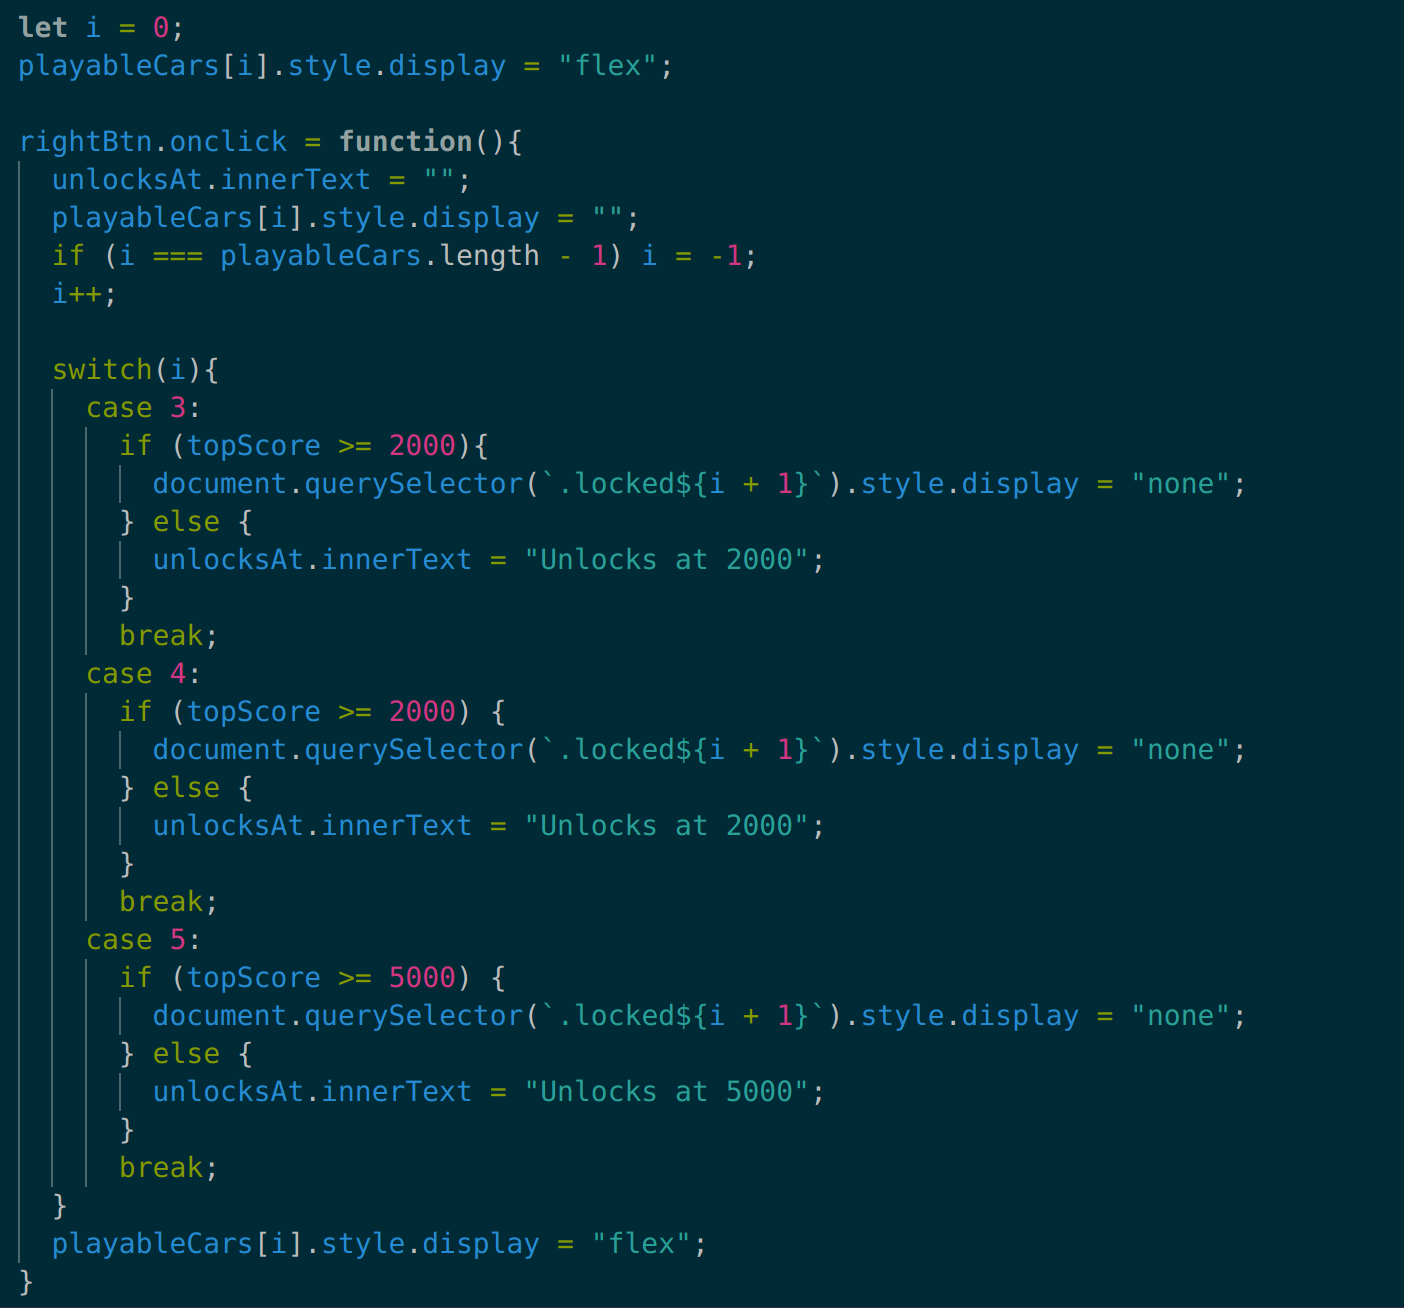 let i = 0;
playableCars[i].style.display = "flex";

rightBtn.onclick = function(){
  unlocksAt.innerText = "";
  playableCars[i].style.display = "";
  if (i === playableCars.length - 1) i = -1;
  i++;

  switch(i){
    case 3:
      if (topScore >= 2000){
        document.querySelector(`.locked${i + 1}`).style.display = "none";
      } else {
        unlocksAt.innerText = "Unlocks at 2000";
      }
      break;
    case 4:
      if (topScore >= 2000) {
        document.querySelector(`.locked${i + 1}`).style.display = "none";
      } else {
        unlocksAt.innerText = "Unlocks at 2000";
      }
      break;
    case 5:
      if (topScore >= 5000) {
        document.querySelector(`.locked${i + 1}`).style.display = "none";
      } else {
        unlocksAt.innerText = "Unlocks at 5000";
      }
      break;
  }
  playableCars[i].style.display = "flex";
}